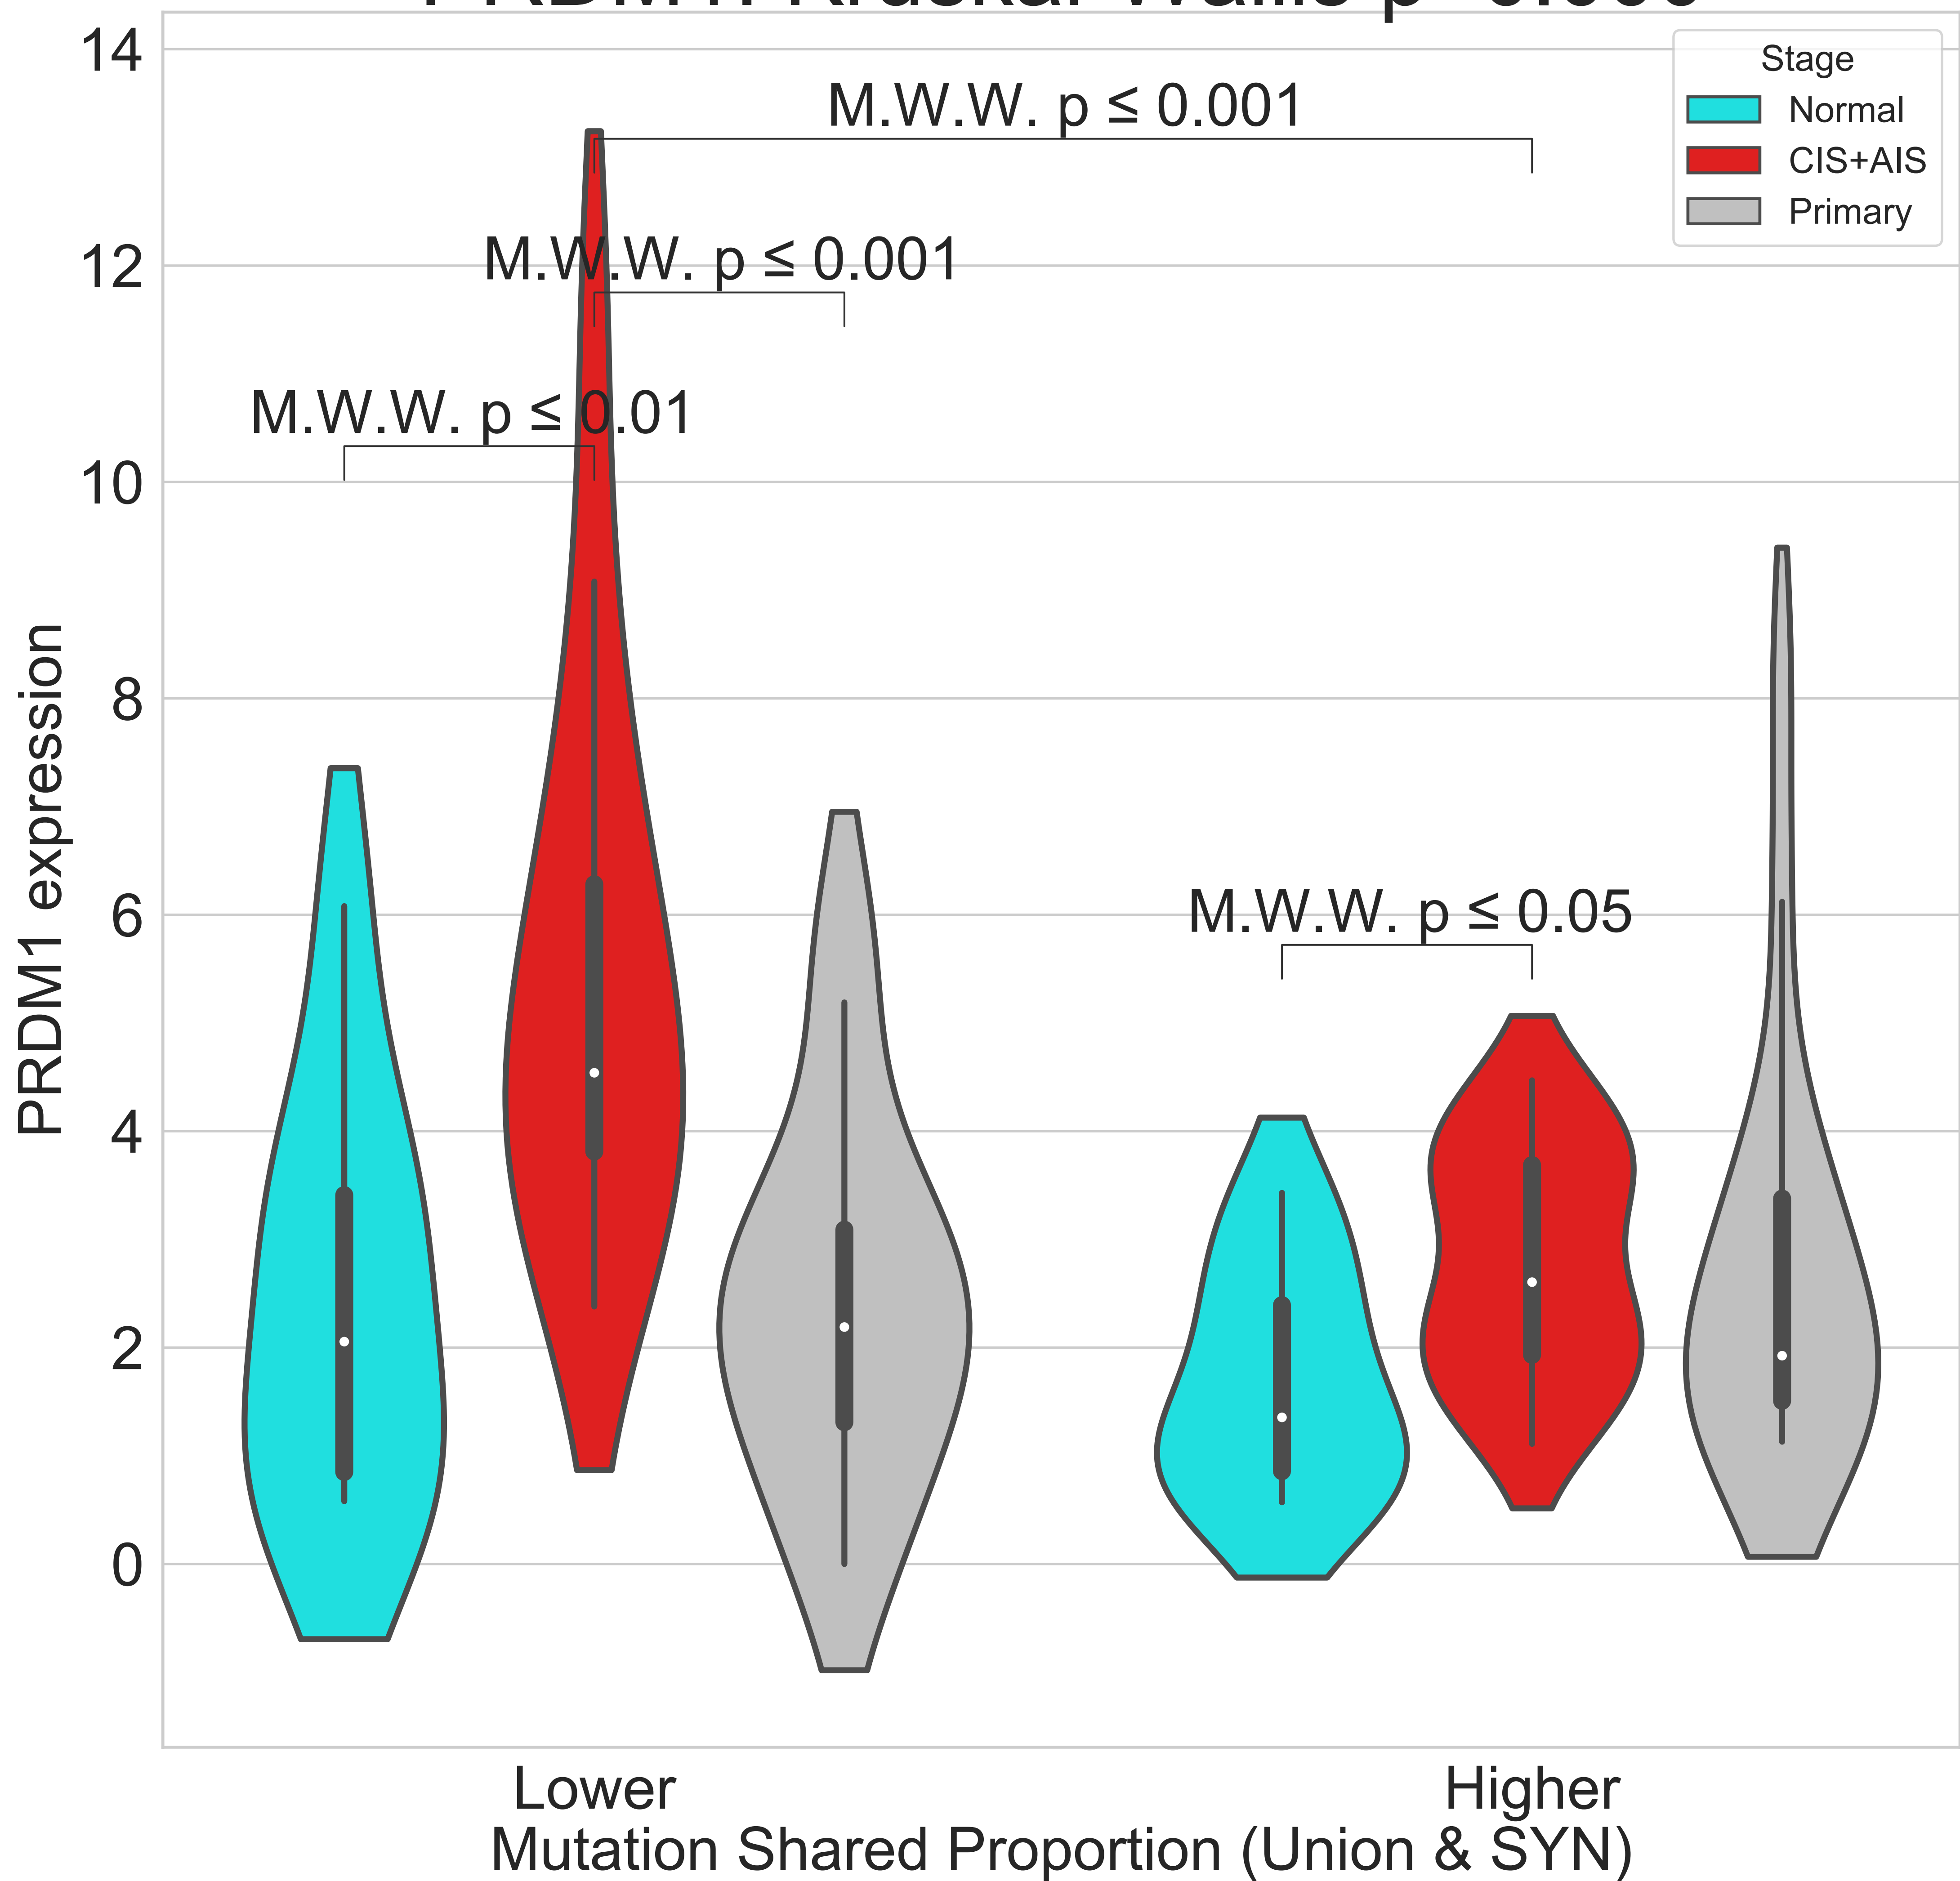 14
M.W.W. p ≤ 0.001
Stage
Normal
CIS+AIS
Primary
12
M.W.W. p ≤ 0.001
10
M.W.W. p ≤ 0.01
8
6
M.W.W. p ≤ 0.05
4
2
0
PRDM1 expression
Lower
Higher
Mutation Shared Proportion (Union & SYN)